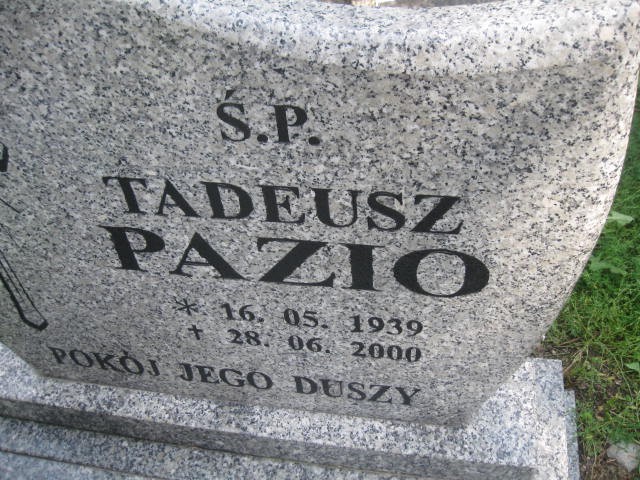 Ś.P.
TADEUSZ
PAZIO
* 16. 05. 1939
✝ 28. 06. 2000
POKÓJ JEGO DUSZY